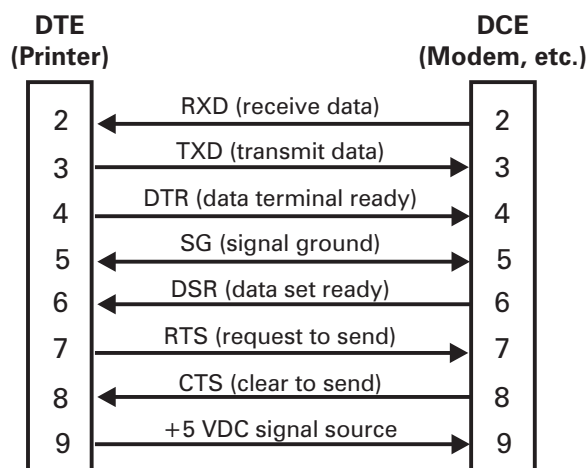 DTE DCE
(Printer) (Modem, etc.)
2 RXD (receive data) 2
3 TXD (transmit data) 3
4 DTR (data terminal ready) 4
5 SG (signal ground) 5
6 DSR (data set ready) 6
7 RTS (request to send) 7
8 CTS (clear to send) 8
9 +5 VDC signal source 9